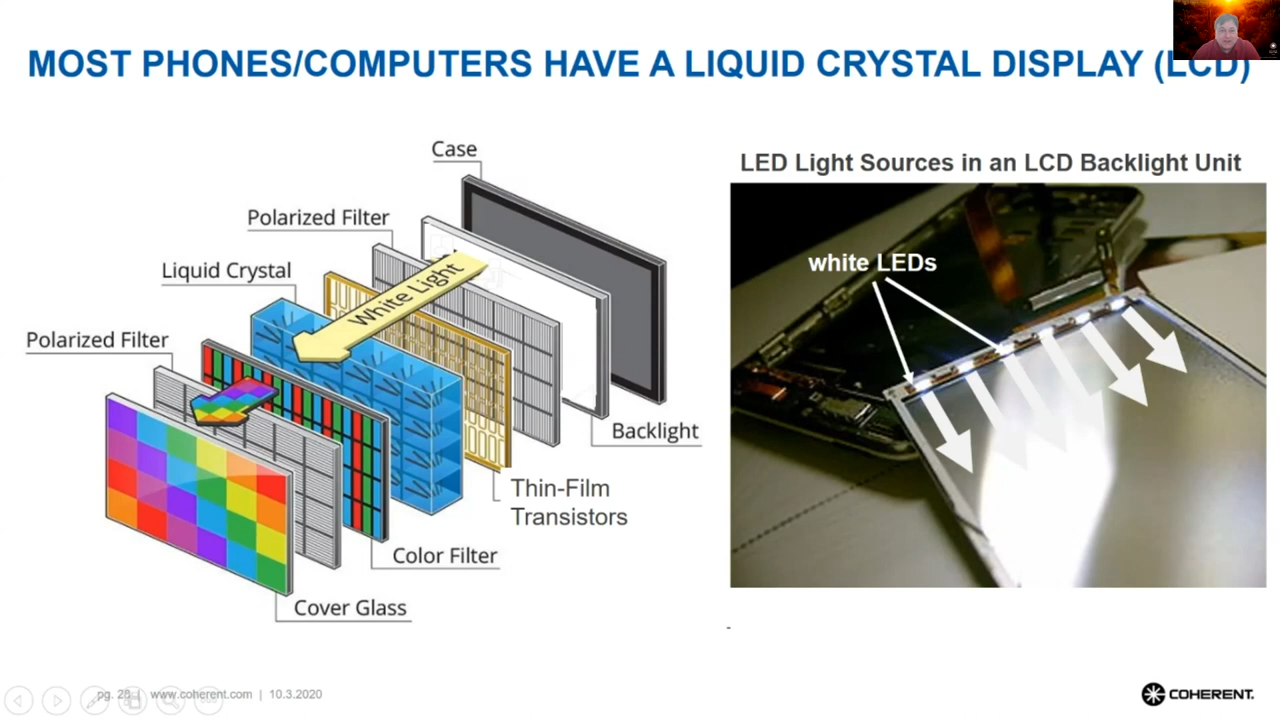 MOST PHONES/COMPUTERS HAVE A LIQUID CRYSTAL DISPLAY (LCD)
Case
Polarized Filter
Liquid Crystal
Polarized Filter
White Light
Backlight
Thin-Film
Transistors
Color Filter
Cover Glass
LED Light Sources in an LCD Backlight Unit
white LEDs
-
pg. 28 | www.coherent.com | 10.3.2020
COHERENT.